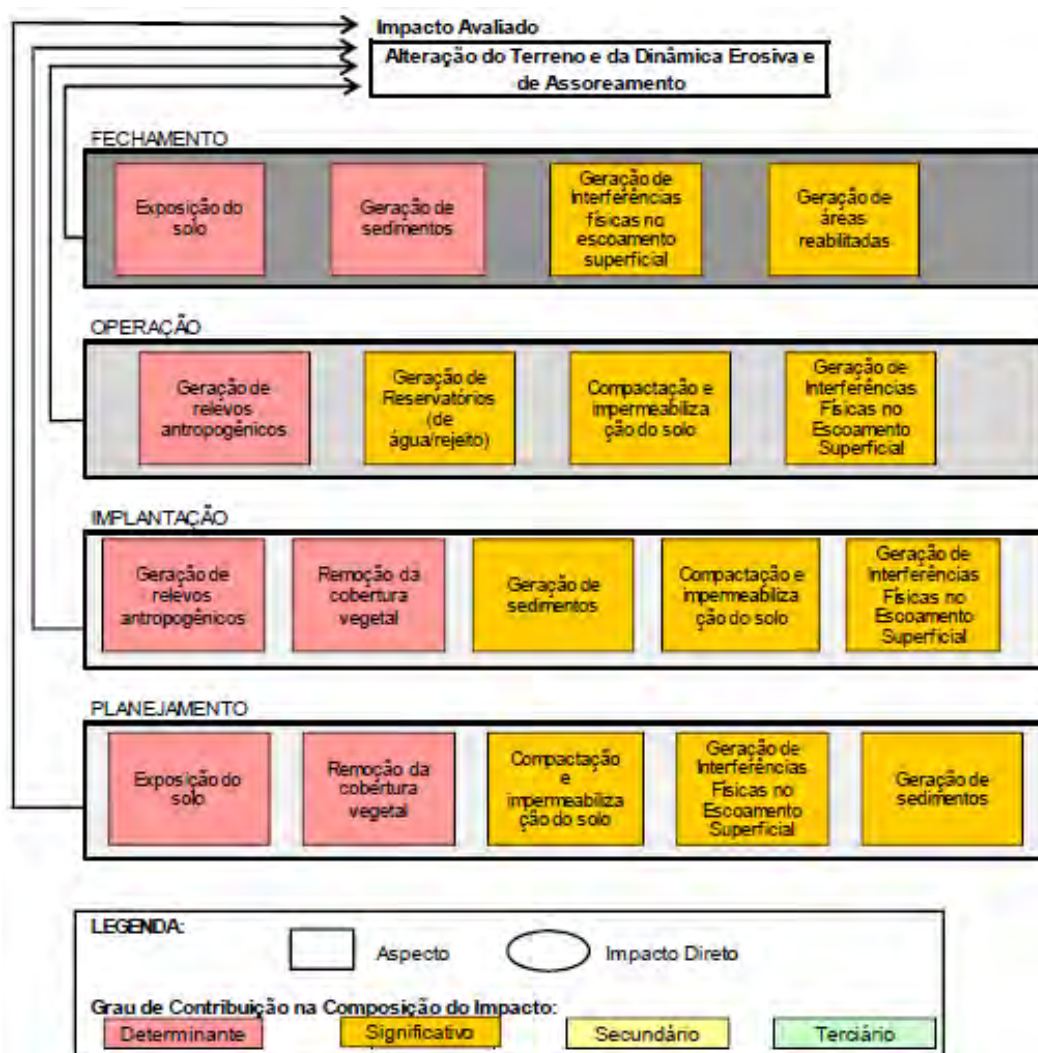 Impacto Avaliado
Alteração do Terreno e da Dinâmica Erosiva e
de Assoreamento
FECHAMENTO
Exposição do
solo
Geração de
sedimentos
Geração de
Interferências
físicas no
escoamento
superficial
Geração de
áreas
reabilitadas
OPERAÇÃO
Geração de
relevos
antropogênicos
Geração de
Reservatórios
(de
água/rejeito)
Compactação e
impermeabiliza
ção do solo
Geração de
Interferências
Físicas no
Escoamento
Superficial
IMPLANTAÇÃO
Geração de
relevos
antropogênicos
Remoção da
cobertura
vegetal
Geração de
sedimentos
Compactação e
impermeabiliza
ção do solo
Geração de
Interferências
Físicas no
Escoamento
Superficial
PLANEJAMENTO
Exposição do
solo
Remoção da
cobertura
vegetal
Compactação
e
impermeabiliza
ção do solo
Geração de
Interferências
Físicas no
Escoamento
Superficial
Geração de
sedimentos
LEGENDA:
Aspecto
Impacto Direto
Grau de Contribuição na Composição do Impacto:
Determinante
Significativo
Secundário
Terciário